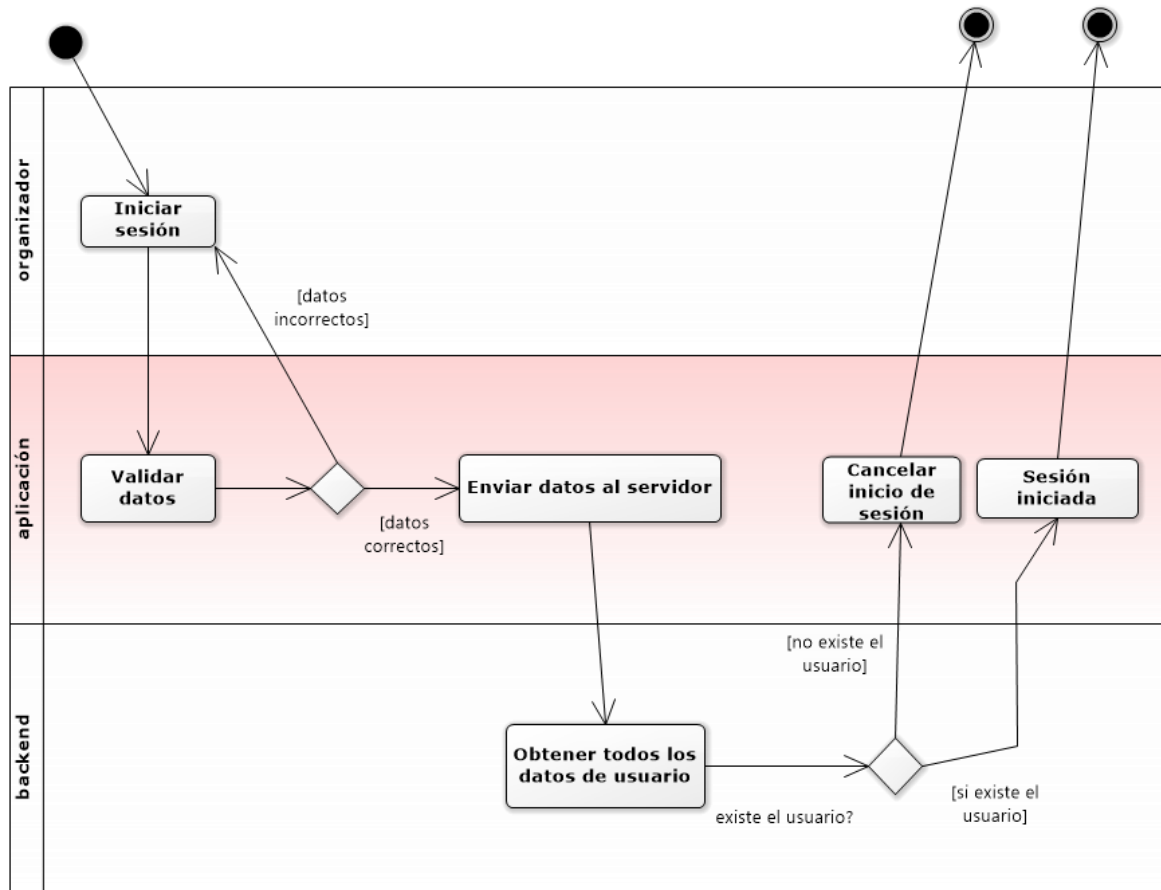 organizador
Iniciar
sesión
[datos
incorrectos]
aplicación
Validar
datos
[datos
correctos]
Enviar datos al servidor
Cancelar
inicio de
sesión
Sesión
iniciada
backend
[no existe el
usuario]
Obtener todos los
datos de usuario
existe el usuario?
[si existe el
usuario]